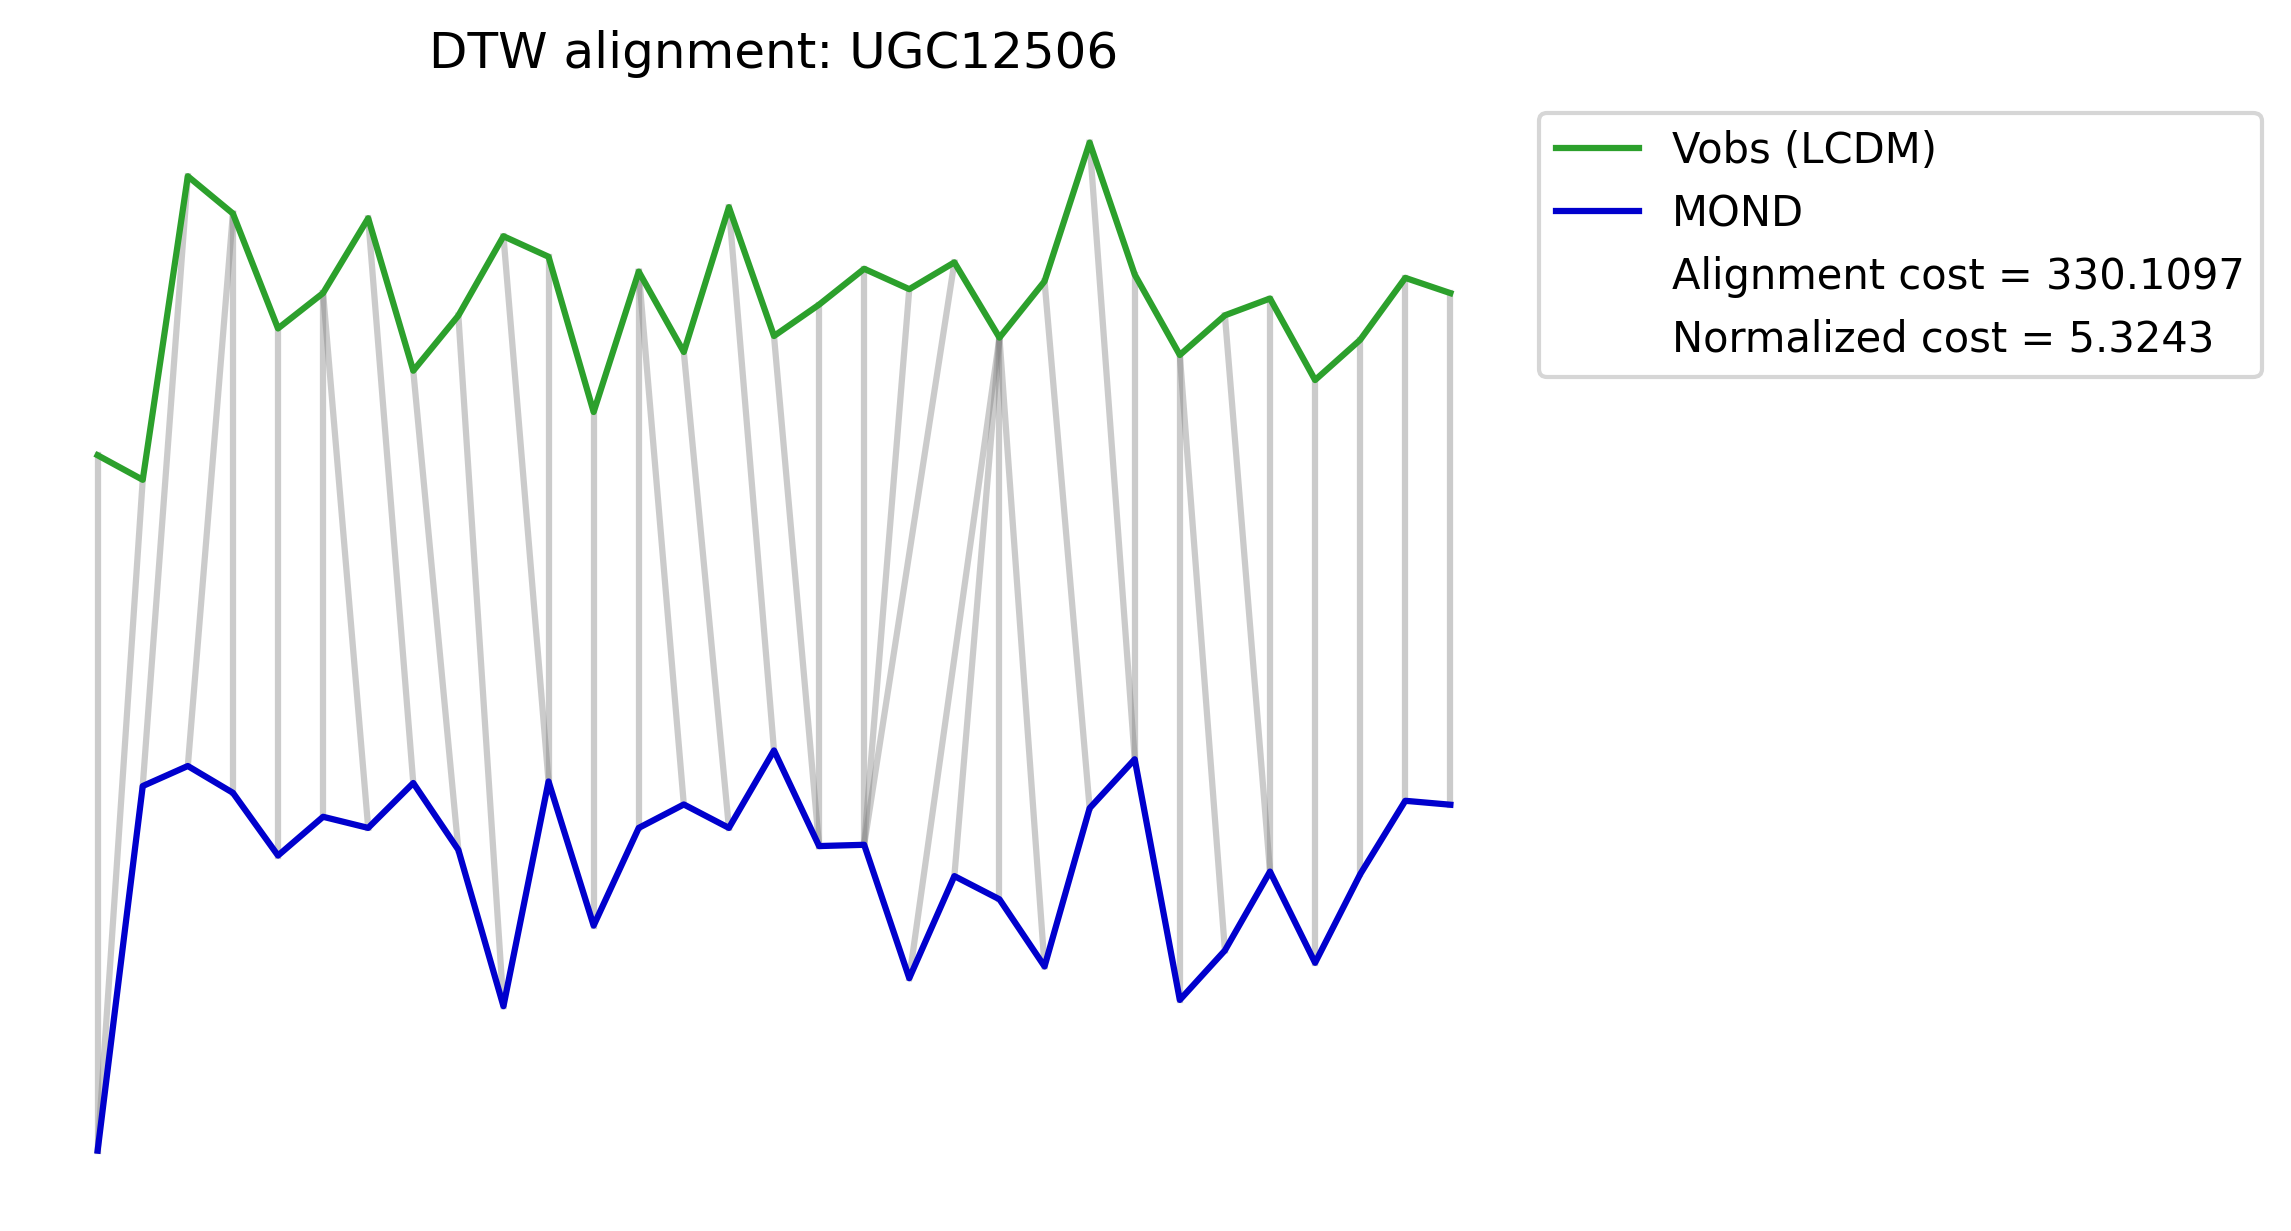 DTW alignment: UGC12506
Vobs (LCDM)
MOND
Alignment cost = 330.1097
Normalized cost = 5.3243